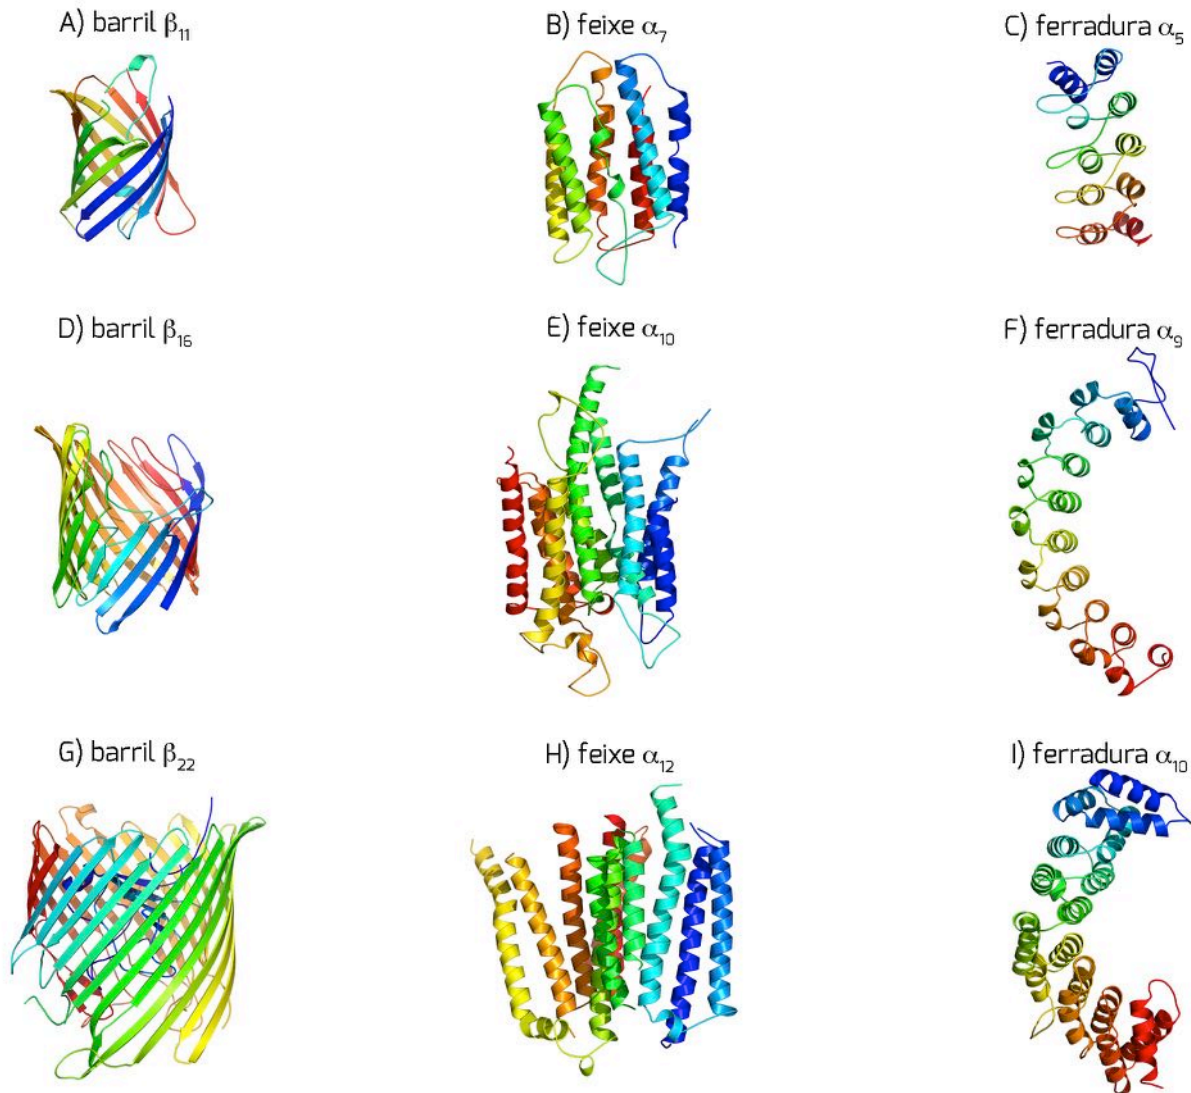 A) barril β₁₁
B) feixe α₇
C) ferradura α₅
D) barril β₁₆
E) feixe α₁₀
F) ferradura α₉
G) barril β₂₂
H) feixe α₁₂
I) ferradura α₁₀